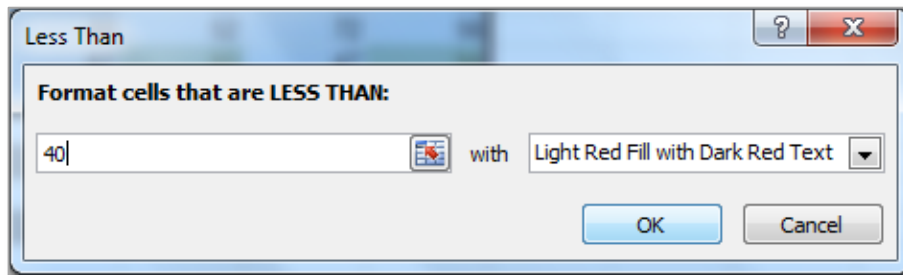 Less Than
Format cells that are LESS THAN:
40 with Light Red Fill with Dark Red Text
OK Cancel